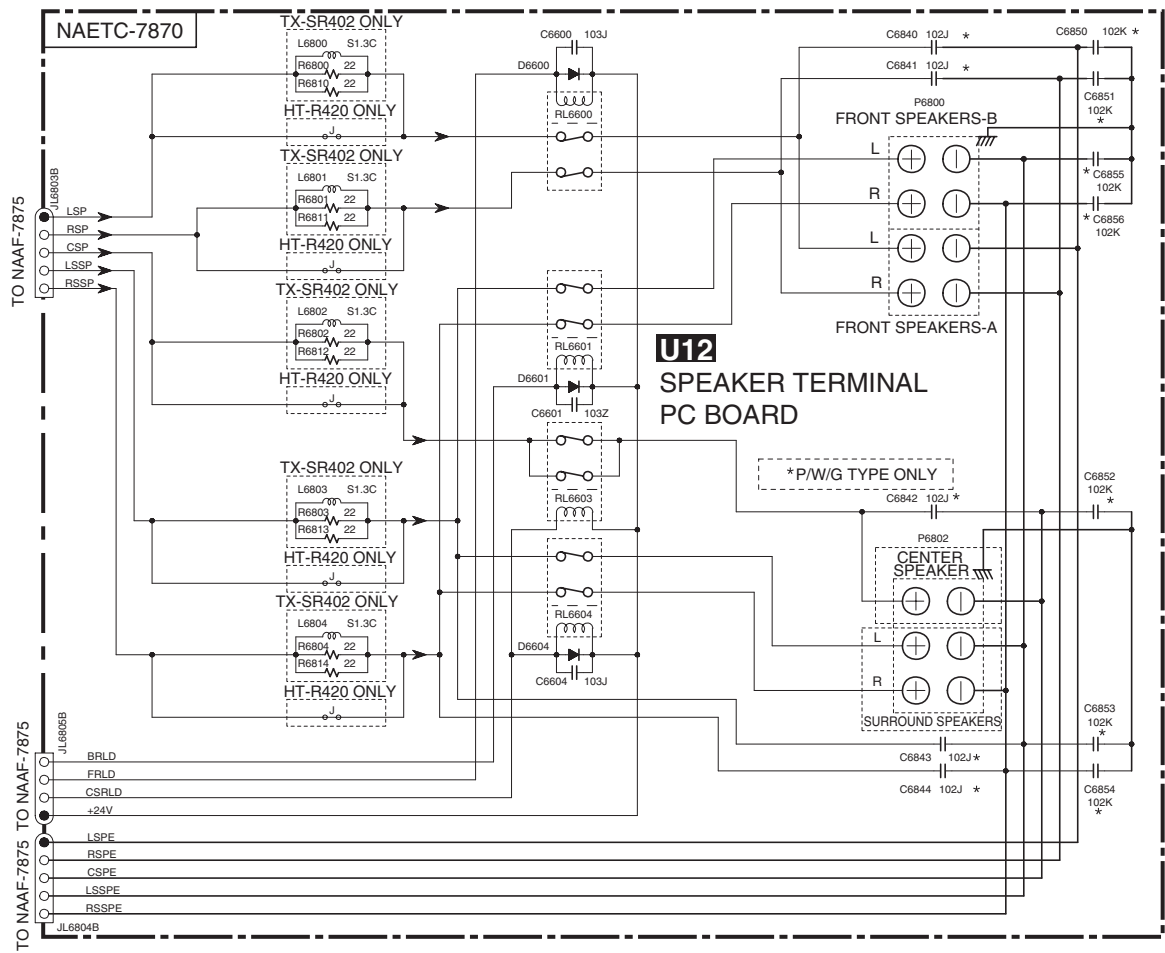 NAETC-7870
TX-SR402 ONLY
L6800 S1.3C
R6800 22
R6810 22
HT-R420 ONLY
J
TX-SR402 ONLY
L6801 S1.3C
R6801 22
R6811 22
HT-R420 ONLY
J
TX-SR402 ONLY
L6802 S1.3C
R6802 22
R6812 22
HT-R420 ONLY
J
TX-SR402 ONLY
L6803 S1.3C
R6803 22
R6813 22
HT-R420 ONLY
J
TX-SR402 ONLY
L6804 S1.3C
R6804 22
R6814 22
HT-R420 ONLY
J
TO NAAF-7875
JL6803B
LSP
RSP
CSP
LSSP
RSSP
C6600 103J
D6600
RL6600
RL6601
D6601
C6601 103Z
RL6603
RL6604
D6604
C6604 103J
U12
SPEAKER TERMINAL
PC BOARD
C6840 102J *
C6841 102J *
C6850 102K *
C6851
102K
*
P6800
FRONT SPEAKERS-B
L
R
L
R
FRONT SPEAKERS-A
* C6855
102K
* C6856
102K
*P/W/G TYPE ONLY
C6842 102J *
C6852
102K
*
P6802
CENTER
SPEAKER
L
R
SURROUND SPEAKERS
C6843 102J *
C6844 102J *
C6853
102K
*
C6854
102K
*
TO NAAF-7875
JL6805B
BRLD
FRLD
CSRLD
+24V
TO NAAF-7875
LSPE
RSPE
CSPE
LSSPE
RSSPE
JL6804B